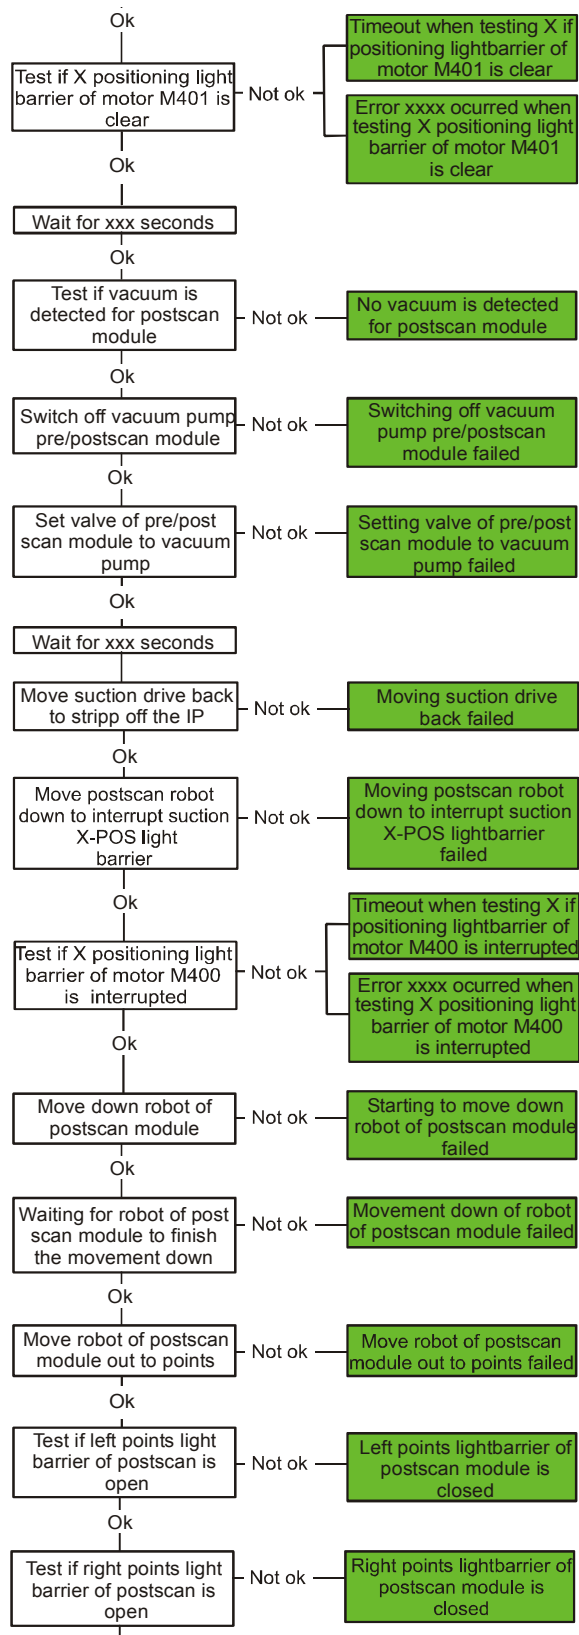 Ok
Test if X positioning light
barrier of motor M401 is
clear
Not ok
Timeout when testing X if
positioning lightbarrier of
motor M401 is clear
Error xxxx ocurred when
testing X positioning light
barrier of motor M401
is clear
Ok
Wait for xxx seconds
Ok
Test if vacuum is
detected for postscan
module
Not ok
No vacuum is detected
for postscan module
Ok
Switch off vacuum pump
pre/postscan module
Not ok
Switching off vacuum
pump pre/postscan
module failed
Ok
Set valve of pre/post
scan module to vacuum
pump
Not ok
Setting valve of pre/post
scan module to vacuum
pump failed
Ok
Wait for xxx seconds
Move suction drive back
to stripp off the IP
Not ok
Moving suction drive
back failed
Ok
Move postscan robot
down to interrupt suction
X-POS light
barrier
Not ok
Moving postscan robot
down to interrupt suction
X-POS lightbarrier
failed
Ok
Test if X positioning light
barrier of motor M400
is interrupted
Not ok
Timeout when testing X if
positioning lightbarrier of
motor M400 is interrupted
Error xxxx ocurred when
testing X positioning light
barrier of motor M400
is interrupted
Ok
Move down robot of
postscan module
Not ok
Starting to move down
robot of postscan module
failed
Ok
Waiting for robot of post
scan module to finish
the movement down
Not ok
Movement down of robot
of postscan module failed
Ok
Move robot of postscan
module out to points
Not ok
Move robot of postscan
module out to points failed
Ok
Test if left points light
barrier of postscan is
open
Not ok
Left points lightbarrier of
postscan module is
closed
Ok
Test if right points light
barrier of postscan is
open
Not ok
Right points lightbarrier of
postscan module is
closed